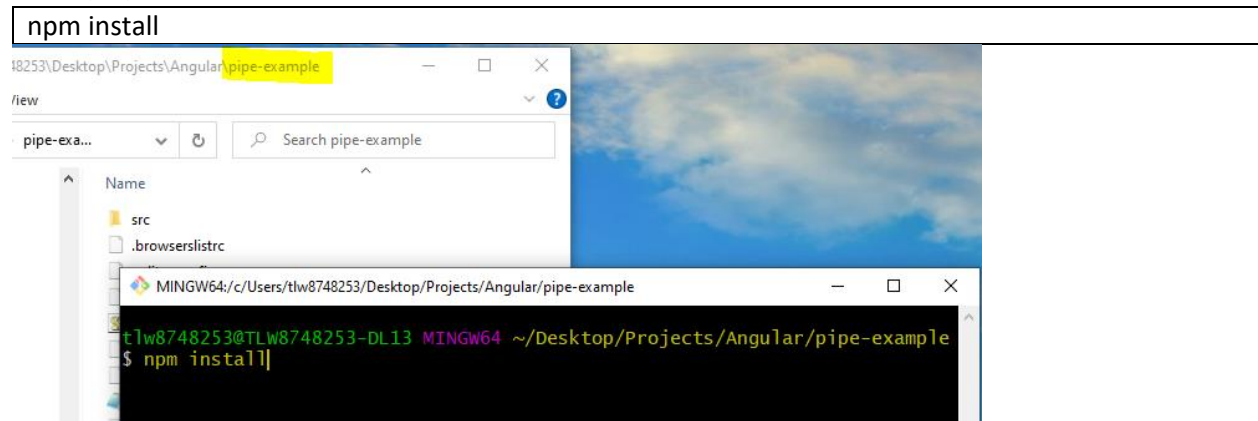 npm install
48253\Desktop\Projects\Angular\pipe-example
View
pipe-exa...
Search pipe-example
Name
src
.browserslistrc
MINGW64:/c/Users/tlw8748253/Desktop/Projects/Angular/pipe-example
tlw8748253@TLW8748253-DL13 MINGW64 ~/Desktop/Projects/Angular/pipe-example
$ npm install